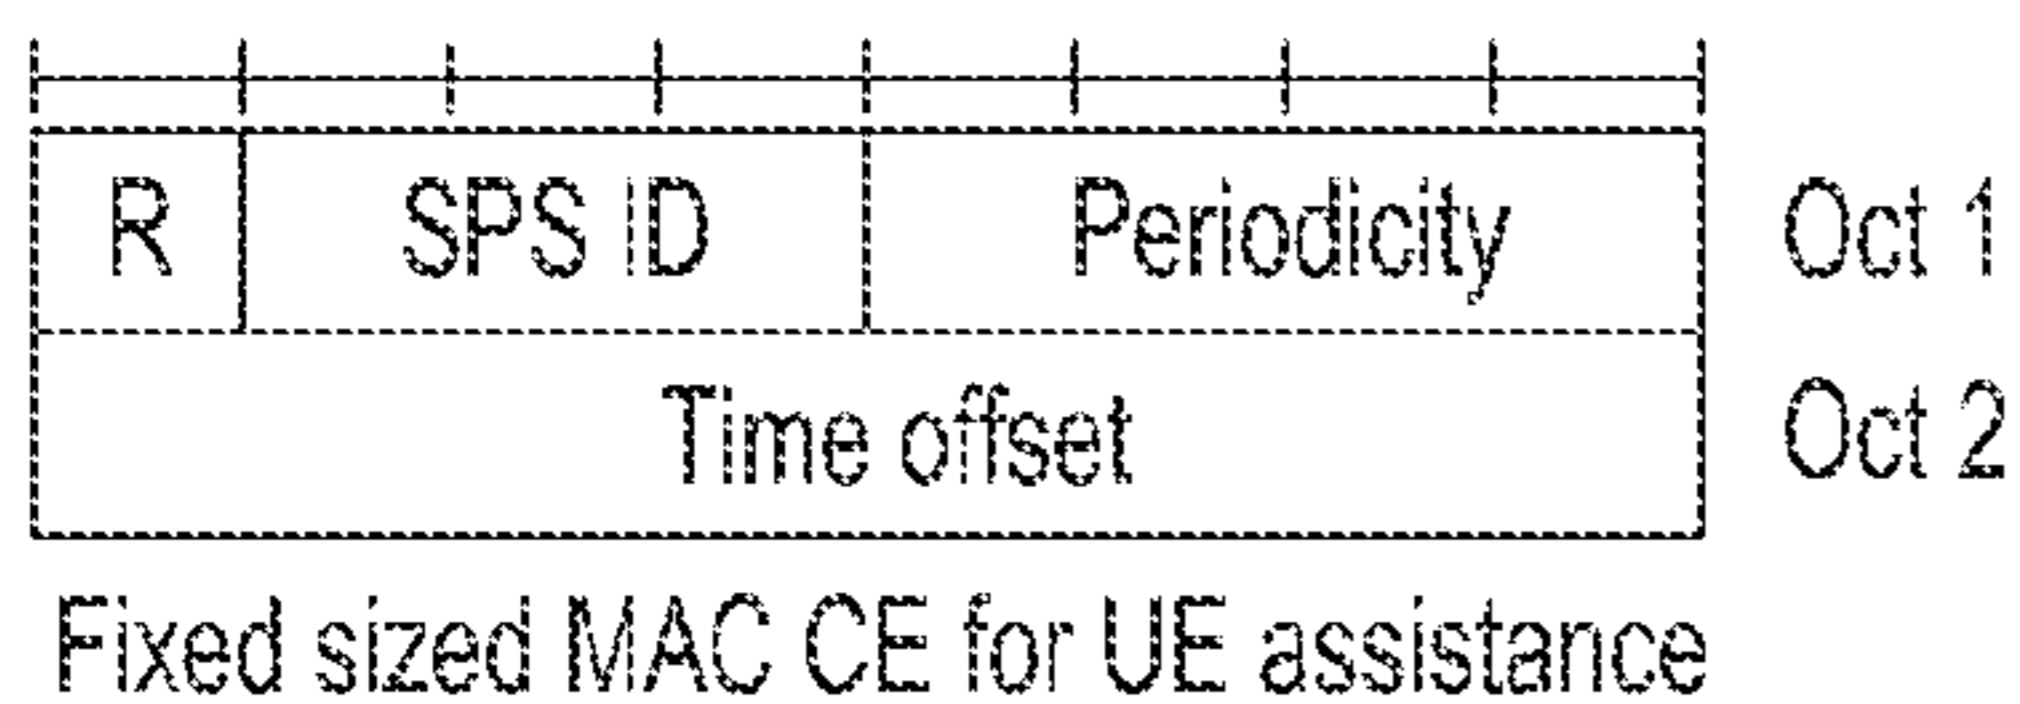 R SPS ID Periodicity Oct 1
Time offset Oct 2
Fixed sized MAC CE for UE assistance